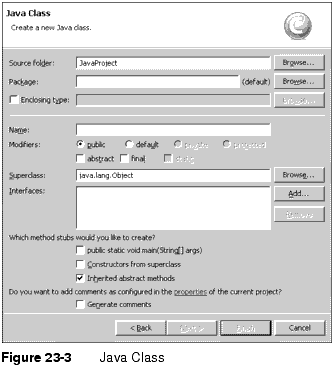 Java Class
Create a new Java class.
Source folder: JavaProject Browse...
Package: (default) Browse...
Enclosing type: Browse...
Name:
Modifiers: public default private protected
abstract final static
Superclass: java.lang.Object Browse...
Interfaces: Add...
Remove
Which method stubs would you like to create?
public static void main(String[] args)
Constructors from superclass
Inherited abstract methods
Do you want to add comments as configured in the properties of the current project?
Generate comments
< Back Next > Finish Cancel
Figure 23-3 Java Class